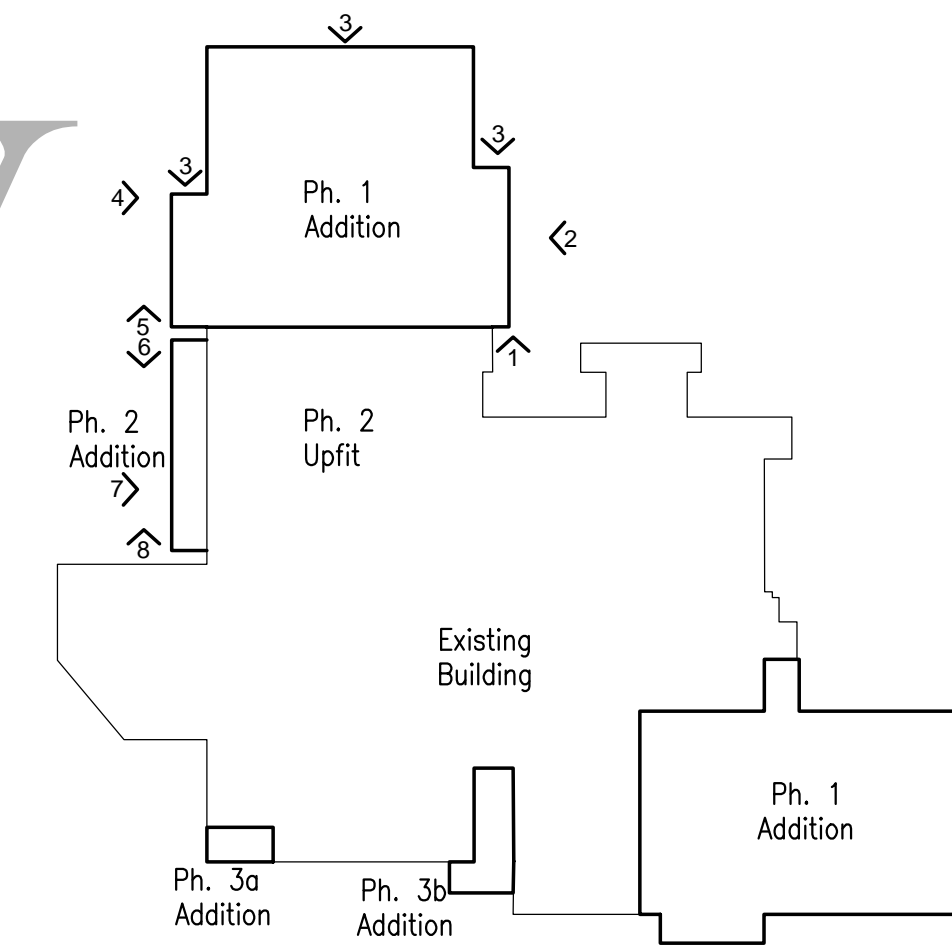 3
3
3
4
Ph. 1
Addition
2
5
6
1
Ph. 2
Addition
Ph. 2
Upfit
7
8
Existing
Building
Ph. 1
Addition
Ph. 3a
Addition
Ph. 3b
Addition